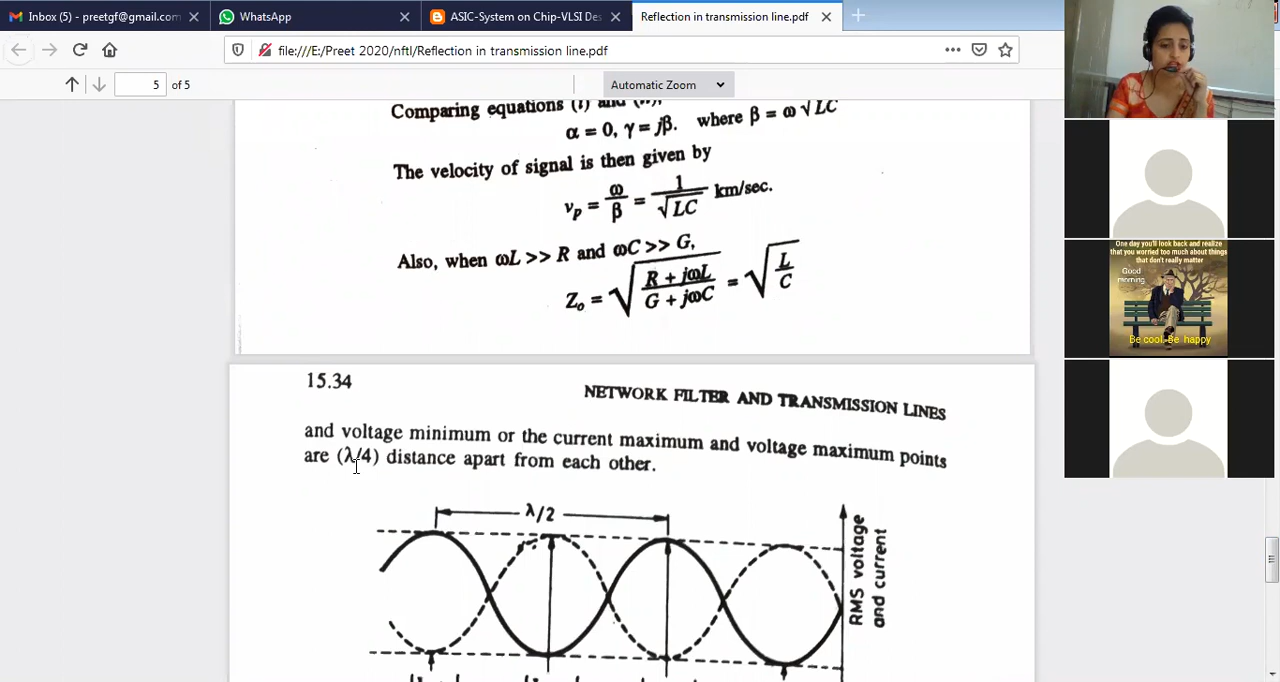 Inbox (5) - preetgf@gmail.com
WhatsApp
ASIC-System on Chip-VLSI Des
Reflection in transmission line.pdf
file:///E:/Preet 2020/nftl/Reflection in transmission line.pdf
5 of 5
Automatic Zoom
Comparing equations (i) and
α = 0, γ = jβ. where β = ω √LC
The velocity of signal is then given by
vₚ = ω/β = 1/√LC km/sec.
Also, when ωL >> R and ωC >> G,
Zₒ = √(R + jωL / G + jωC) = √(L/C)
15.34
NETWORK FILTER AND TRANSMISSION LINES
and voltage minimum or the current maximum and voltage maximum points
are (λ/4) distance apart from each other.
λ/2
RMS voltage
and current
One day you'll look back and realize
that you worried too much about things
that don't really matter
Good
morning
Be cool. Be happy